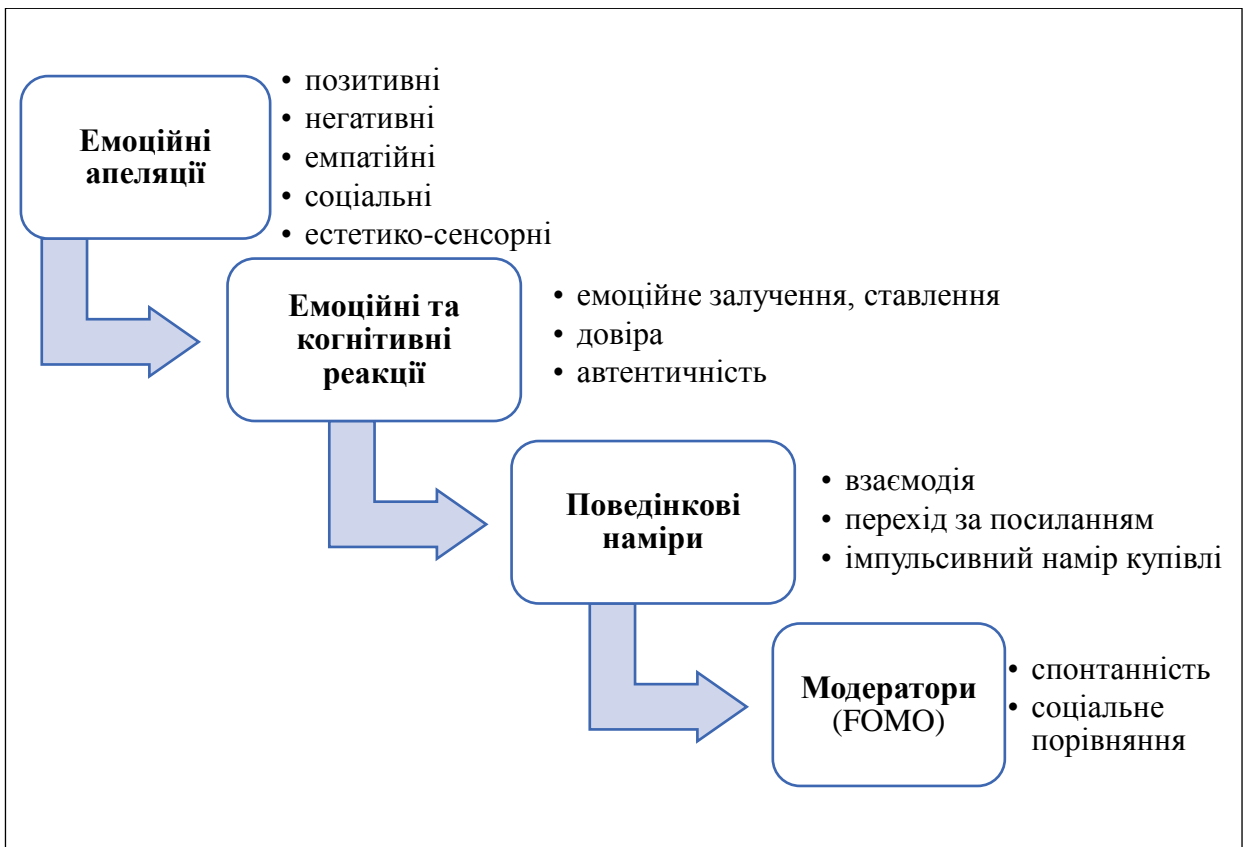 Емоційні
апеляції
• позитивні
• негативні
• емпатійні
• соціальні
• естетико-сенсорні
Емоційні та
когнітивні
реакції
• емоційне залучення, ставлення
• довіра
• автентичність
Поведінкові
наміри
• взаємодія
• перехід за посиланням
• імпульсивний намір купівлі
Модератори
(FOMO)
• спонтанність
• соціальне
порівняння